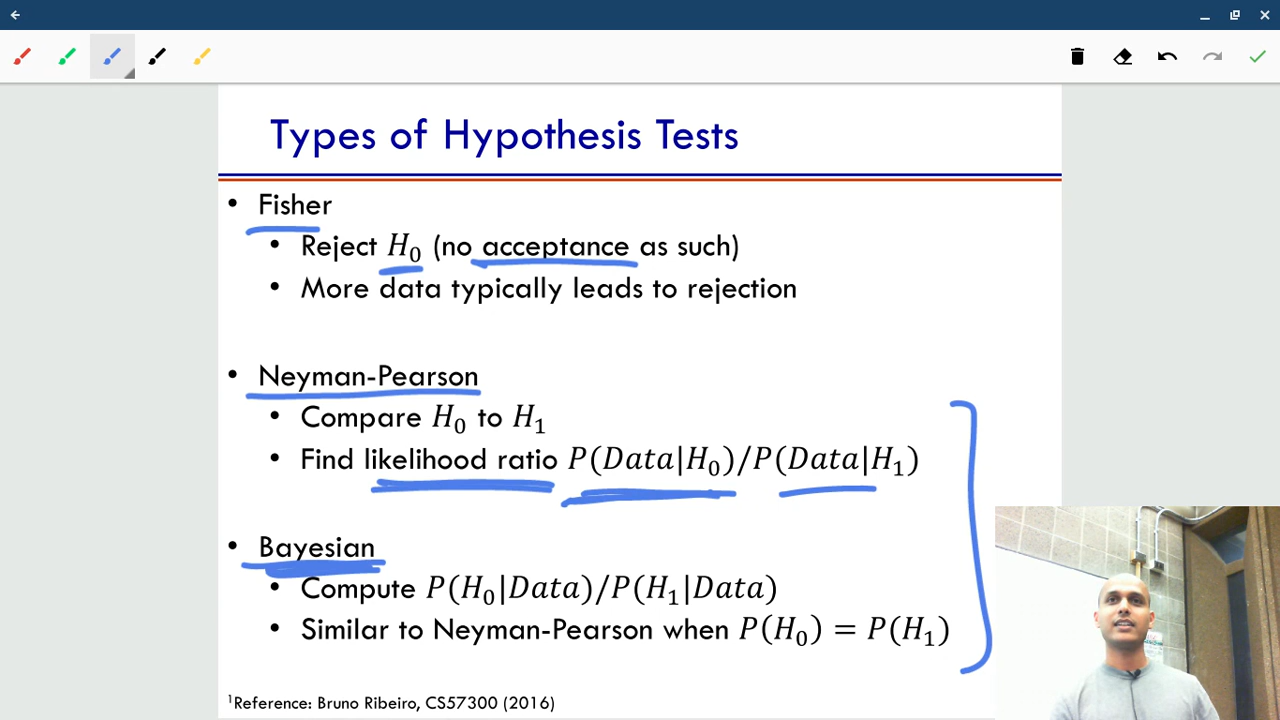 Types of Hypothesis Tests
• Fisher
• Reject H₀ (no acceptance as such)
• More data typically leads to rejection
• Neyman-Pearson
• Compare H₀ to H₁
• Find likelihood ratio P(Data|H₀)/P(Data|H₁)
• Bayesian
• Compute P(H₀|Data)/P(H₁|Data)
• Similar to Neyman-Pearson when P(H₀) = P(H₁)
¹Reference: Bruno Ribeiro, CS57300 (2016)